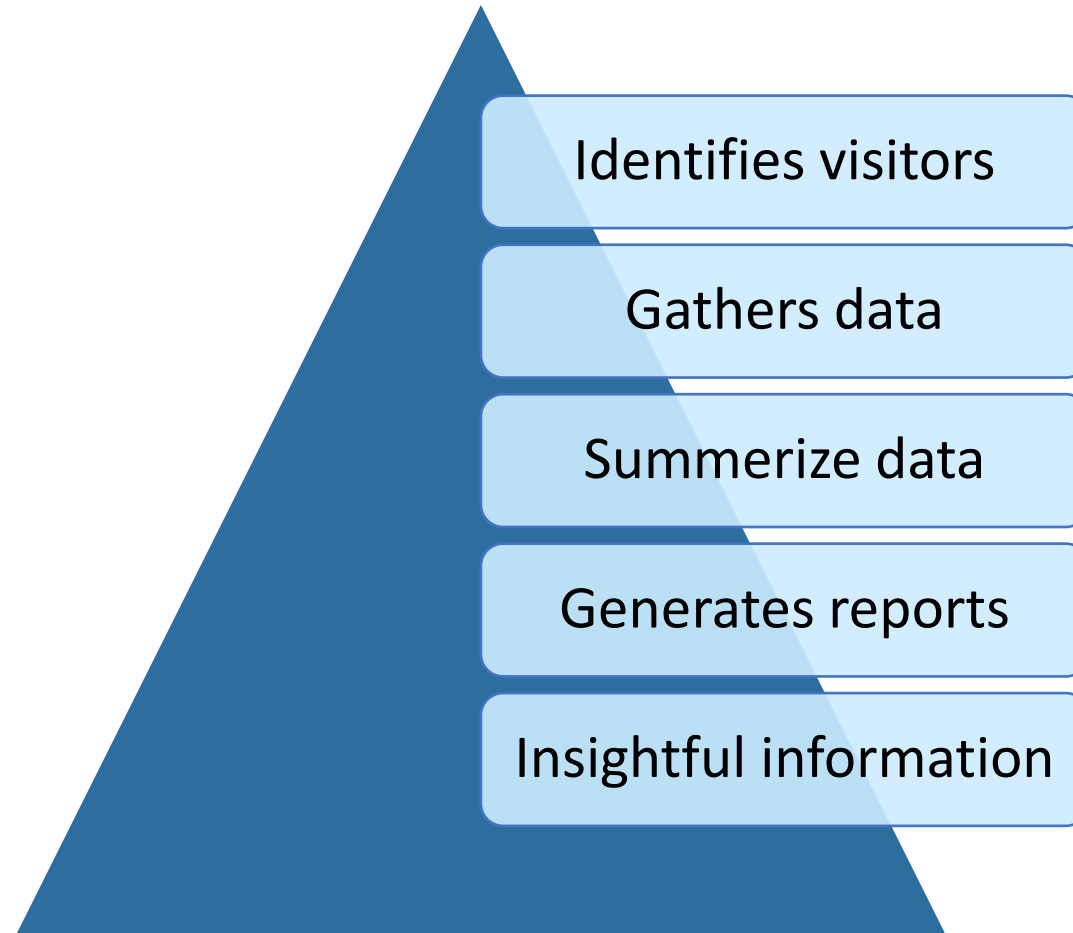 Identifies visitors
Gathers data
Summerize data
Generates reports
Insightful information